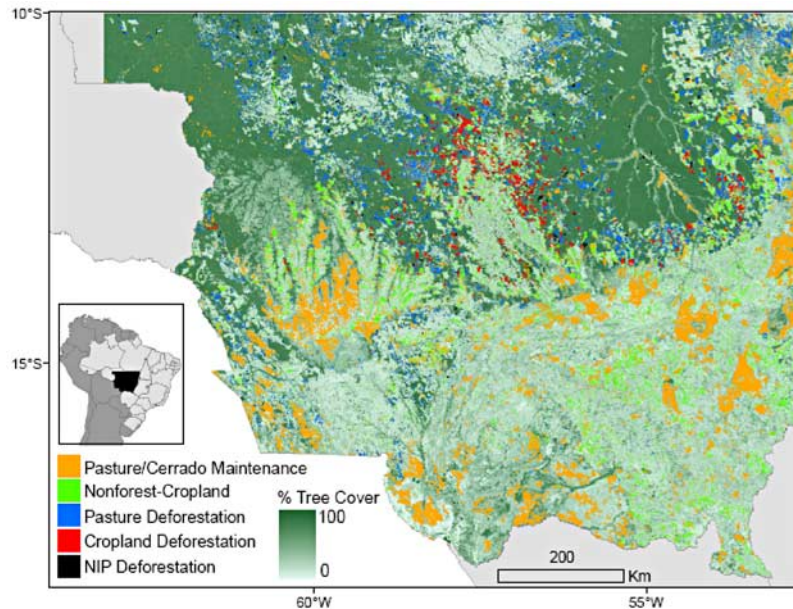 10°S
15°S
Pasture/Cerrado Maintenance
Nonforest-Cropland
Pasture Deforestation
Cropland Deforestation
NIP Deforestation
% Tree Cover
100
0
200
Km
60°W
55°W